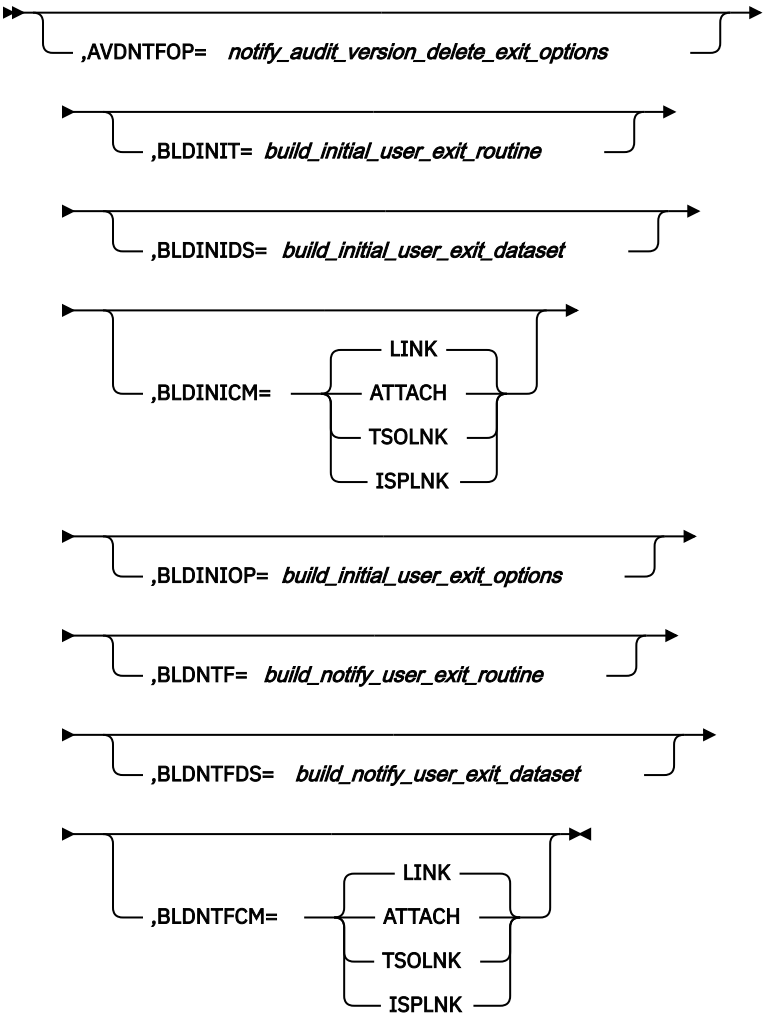 ,AVDNTFOP= notify_audit_version_delete_exit_options
,BLDINIT= build_initial_user_exit_routine
,BLDINIDS= build_initial_user_exit_dataset
LINK
,BLDINICM= ATTACH
TSOLNK
ISPLNK
,BLDINIOP= build_initial_user_exit_options
,BLDNTF= build_notify_user_exit_routine
,BLDNTFDS= build_notify_user_exit_dataset
LINK
,BLDNTFCM= ATTACH
TSOLNK
ISPLNK